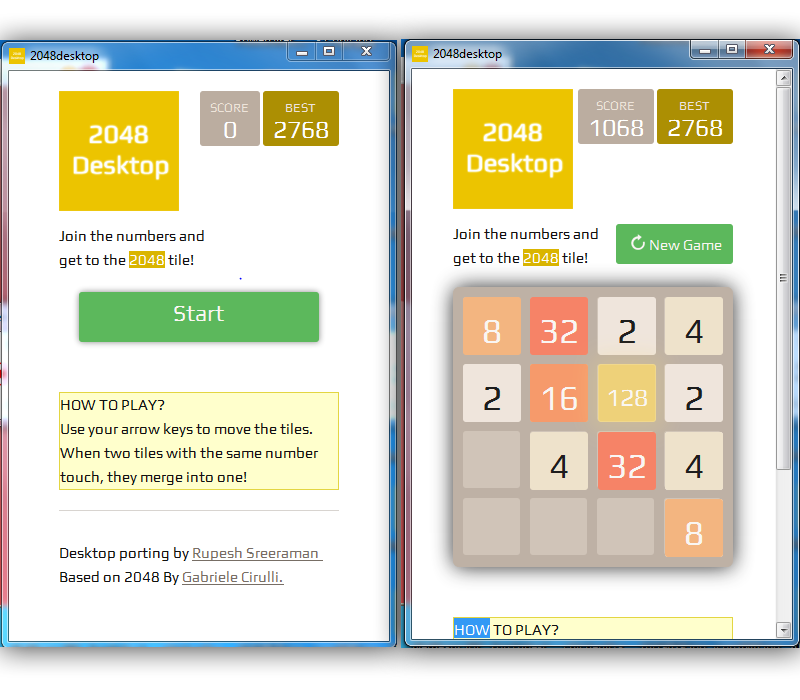 2048desktop
2048
Desktop
SCORE
0
BEST
2768
Join the numbers and
get to the 2048 tile!
Start
HOW TO PLAY?
Use your arrow keys to move the tiles.
When two tiles with the same number
touch, they merge into one!
Desktop porting by Rupesh Sreeraman
Based on 2048 By Gabriele Cirulli.
2048desktop
2048
Desktop
SCORE
1068
BEST
2768
Join the numbers and
get to the 2048 tile!
New Game
8 32 2 4
2 16 128 2
4 32 4
8
HOW TO PLAY?